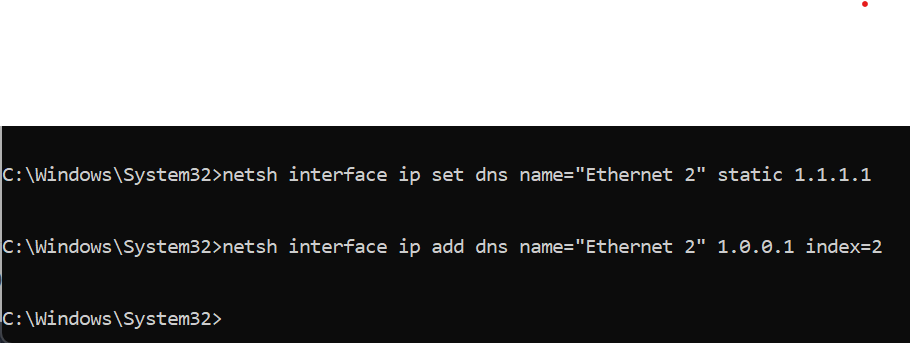 C:\Windows\System32>netsh interface ip set dns name="Ethernet 2" static 1.1.1.1
C:\Windows\System32>netsh interface ip add dns name="Ethernet 2" 1.0.0.1 index=2
C:\Windows\System32>